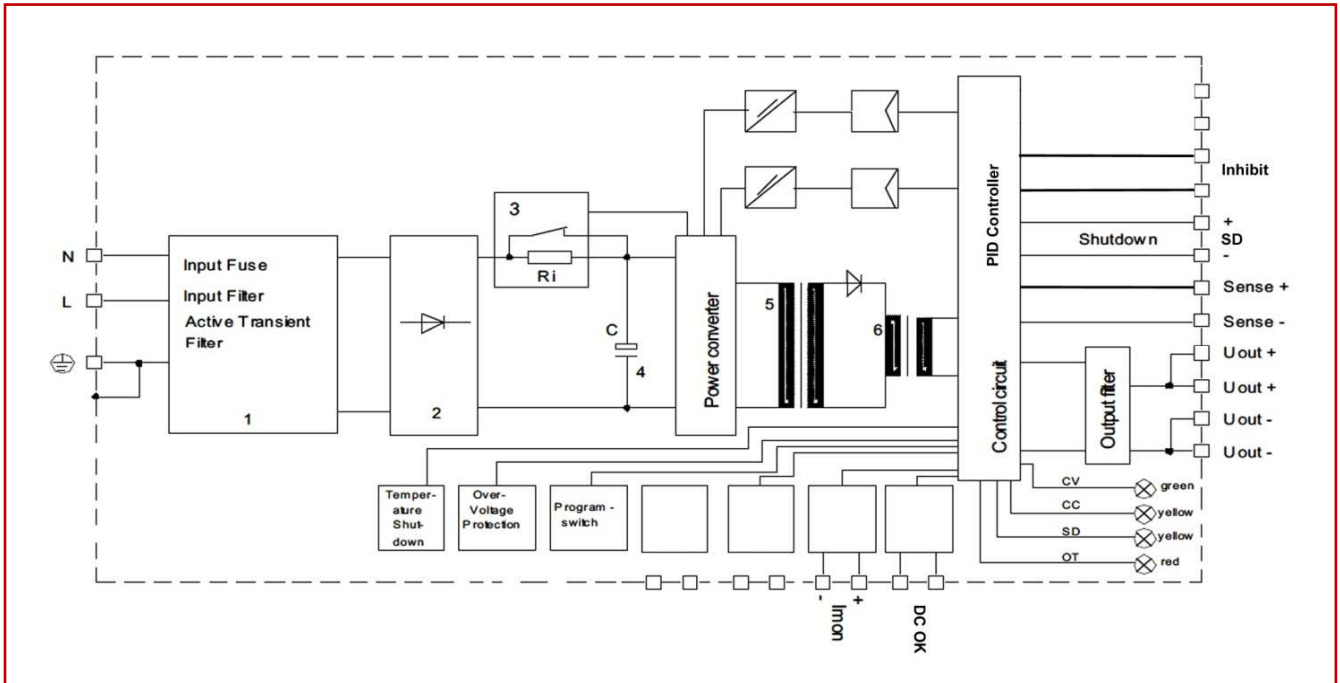 N
L
Input Fuse
Input Filter
Active Transient
Filter
1
2
3
Ri
C
4
Power converter
5
6
PID Controller
Control circuit
Inhibit
+
Shutdown
SD
-
Sense +
Sense -
Uout +
Uout +
Uout -
Uout -
Output filter
CV
green
CC
yellow
SD
yellow
OT
red
Temper-
ature
Shut-
down
Over-
Voltage
Protection
Program -
switch
-
+
Imon
DC OK